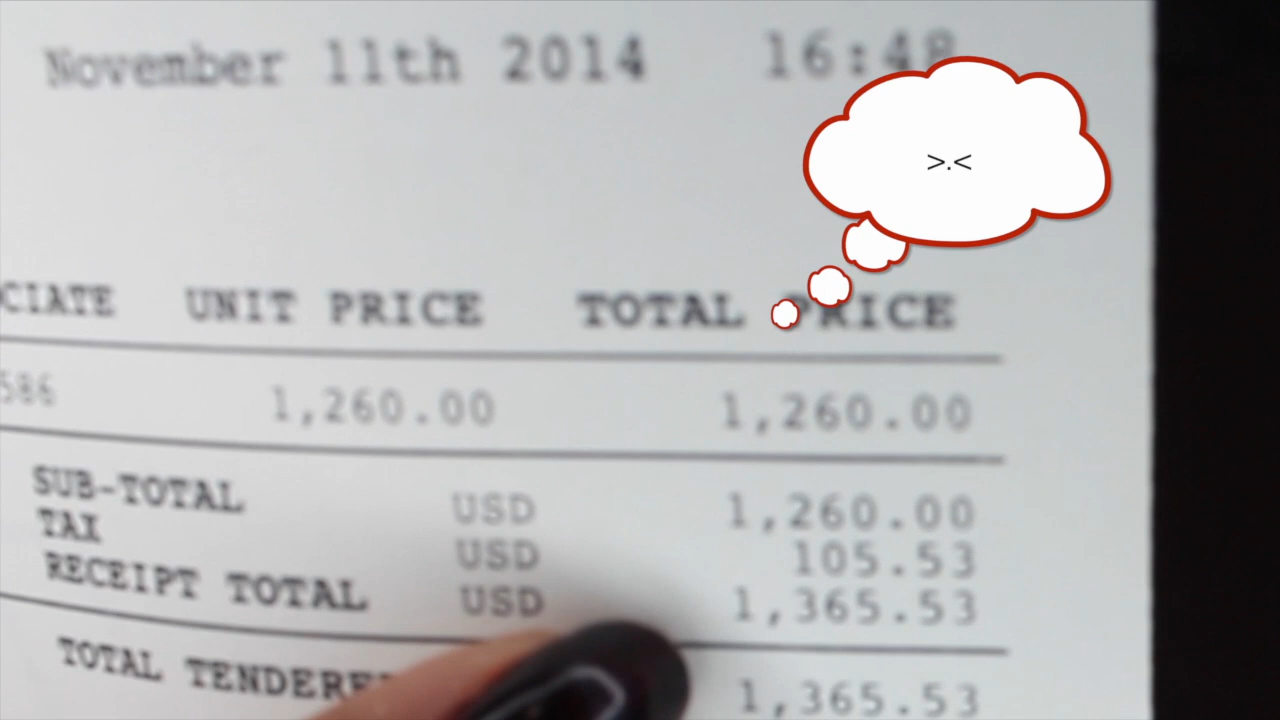 November 11th 2014 16:48
>.<
CIATE UNIT PRICE TOTAL PRICE
586 1,260.00 1,260.00
SUB-TOTAL USD 1,260.00
TAX USD 105.53
RECEIPT TOTAL USD 1,365.53
TOTAL TENDERED 1,365.53